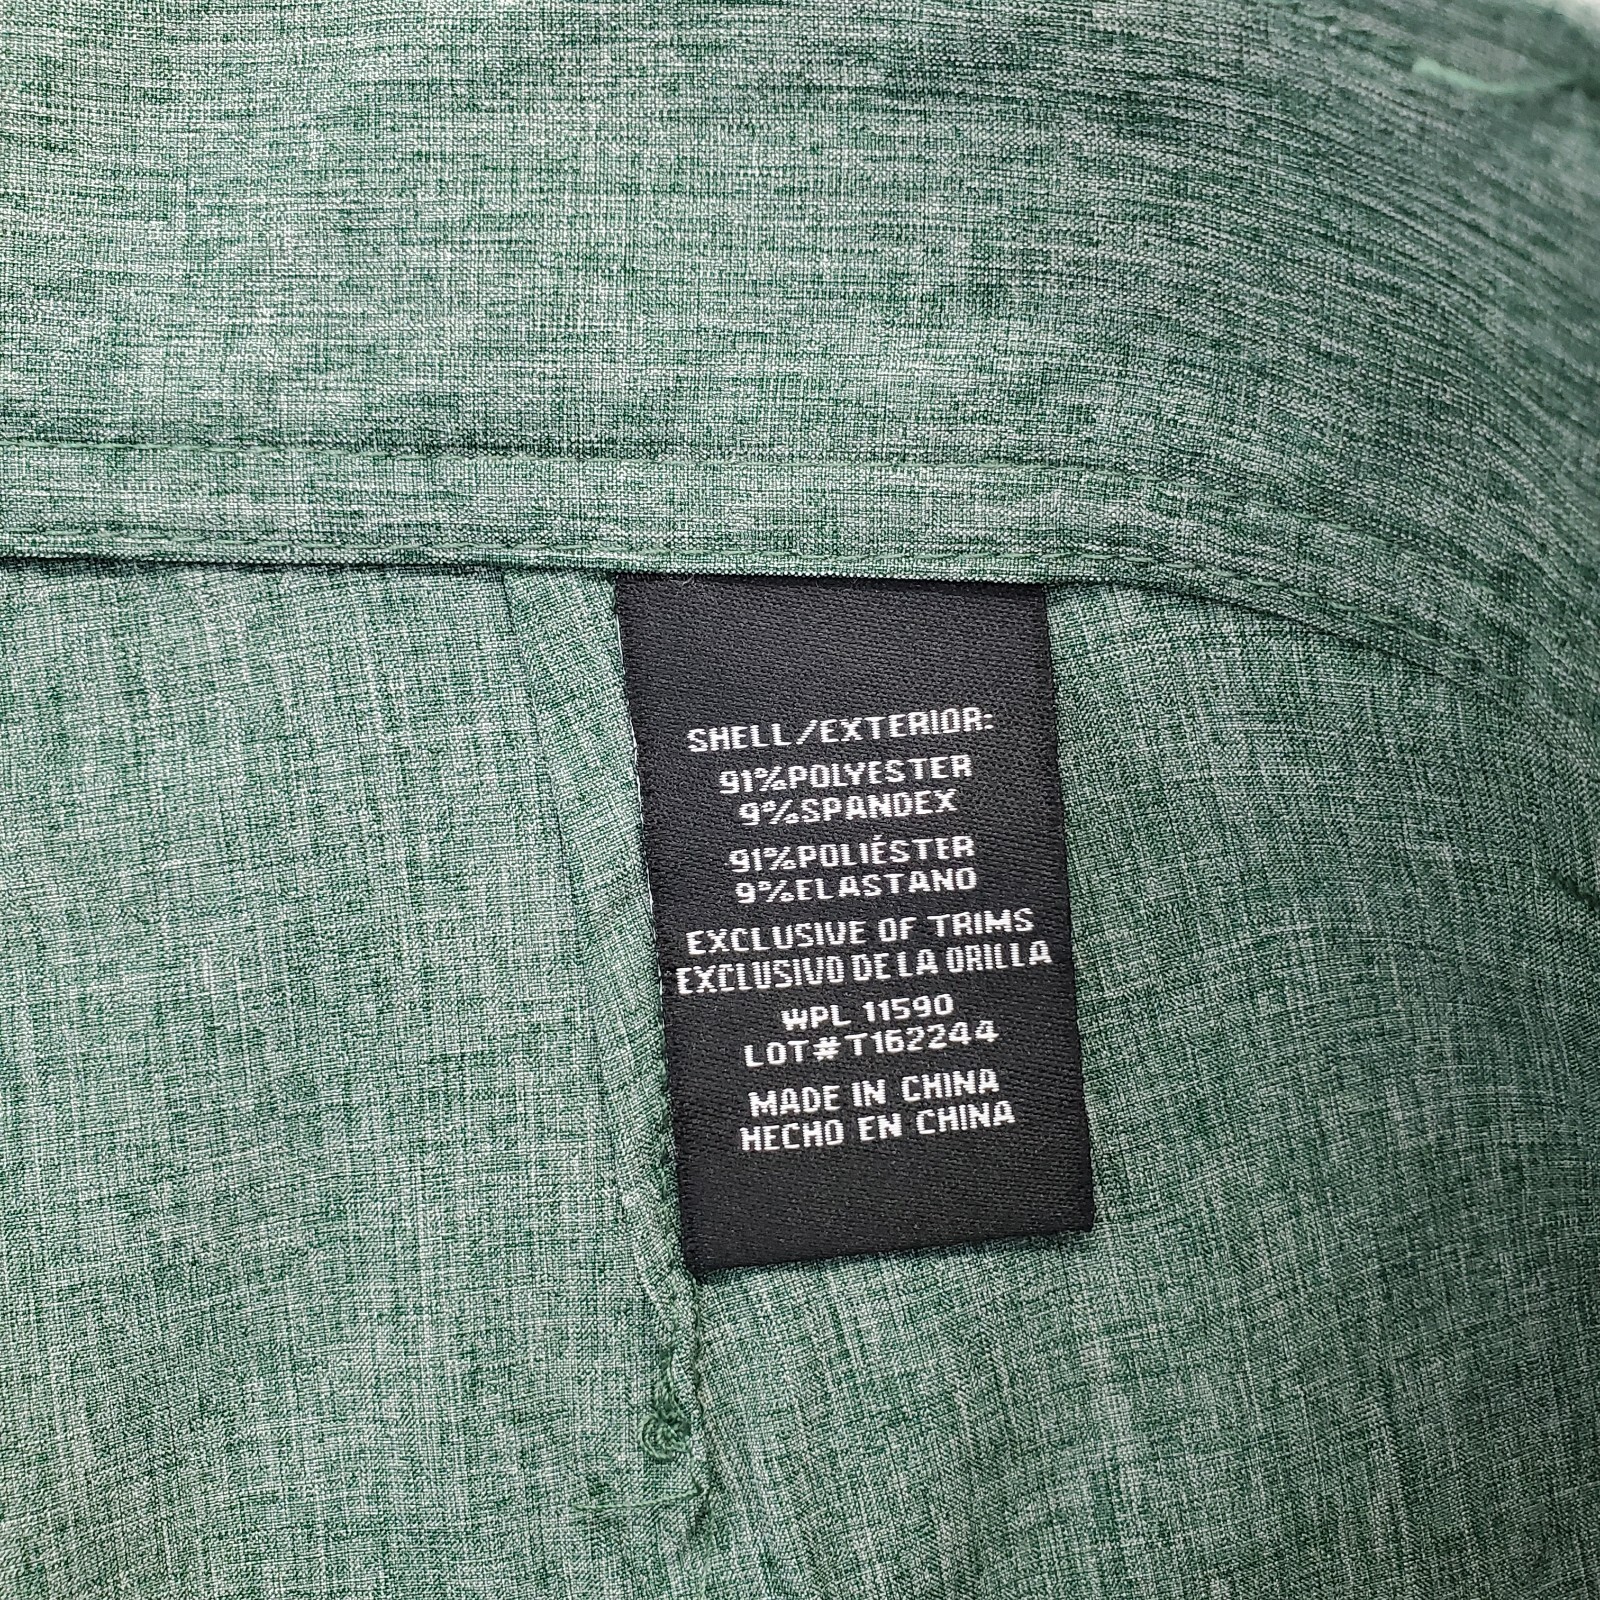 SHELL/EXTERIOR:
91%POLYESTER
9%SPANDEX
91%POLIÉSTER
9%ELASTANO
EXCLUSIVE OF TRIMS
EXCLUSIVO DE LA ORILLA
WPL 11590
LOT#T162244
MADE IN CHINA
HECHO EN CHINA